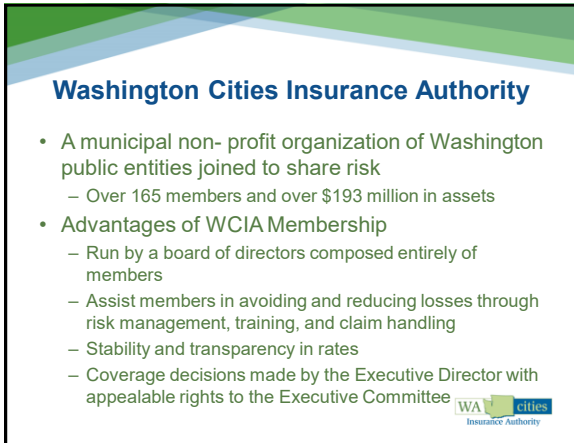 Washington Cities Insurance Authority
• A municipal non- profit organization of Washington
public entities joined to share risk
– Over 165 members and over $193 million in assets
• Advantages of WCIA Membership
– Run by a board of directors composed entirely of
members
– Assist members in avoiding and reducing losses through
risk management, training, and claim handling
– Stability and transparency in rates
– Coverage decisions made by the Executive Director with
appealable rights to the Executive Committee
WA cities
Insurance Authority